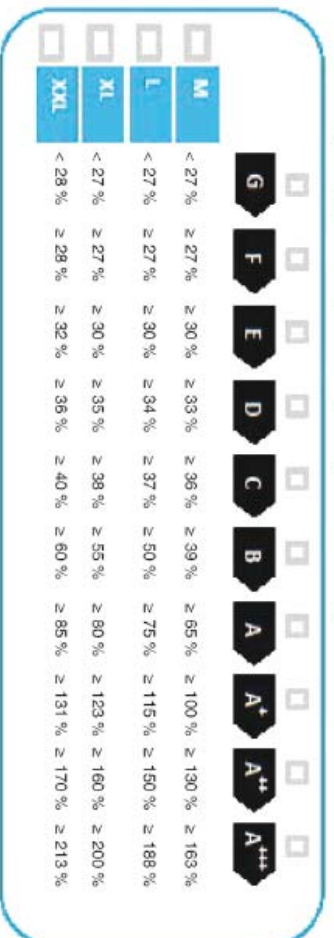 G F E D C B A A+ A++ A+++
M < 27 % ≥ 27 % ≥ 30 % ≥ 33 % ≥ 36 % ≥ 39 % ≥ 65 % ≥ 100 % ≥ 130 % ≥ 163 %
L < 27 % ≥ 27 % ≥ 30 % ≥ 34 % ≥ 37 % ≥ 50 % ≥ 75 % ≥ 115 % ≥ 150 % ≥ 188 %
XL < 27 % ≥ 27 % ≥ 30 % ≥ 35 % ≥ 38 % ≥ 55 % ≥ 80 % ≥ 123 % ≥ 160 % ≥ 200 %
XXL < 28 % ≥ 28 % ≥ 32 % ≥ 36 % ≥ 40 % ≥ 60 % ≥ 85 % ≥ 131 % ≥ 170 % ≥ 213 %